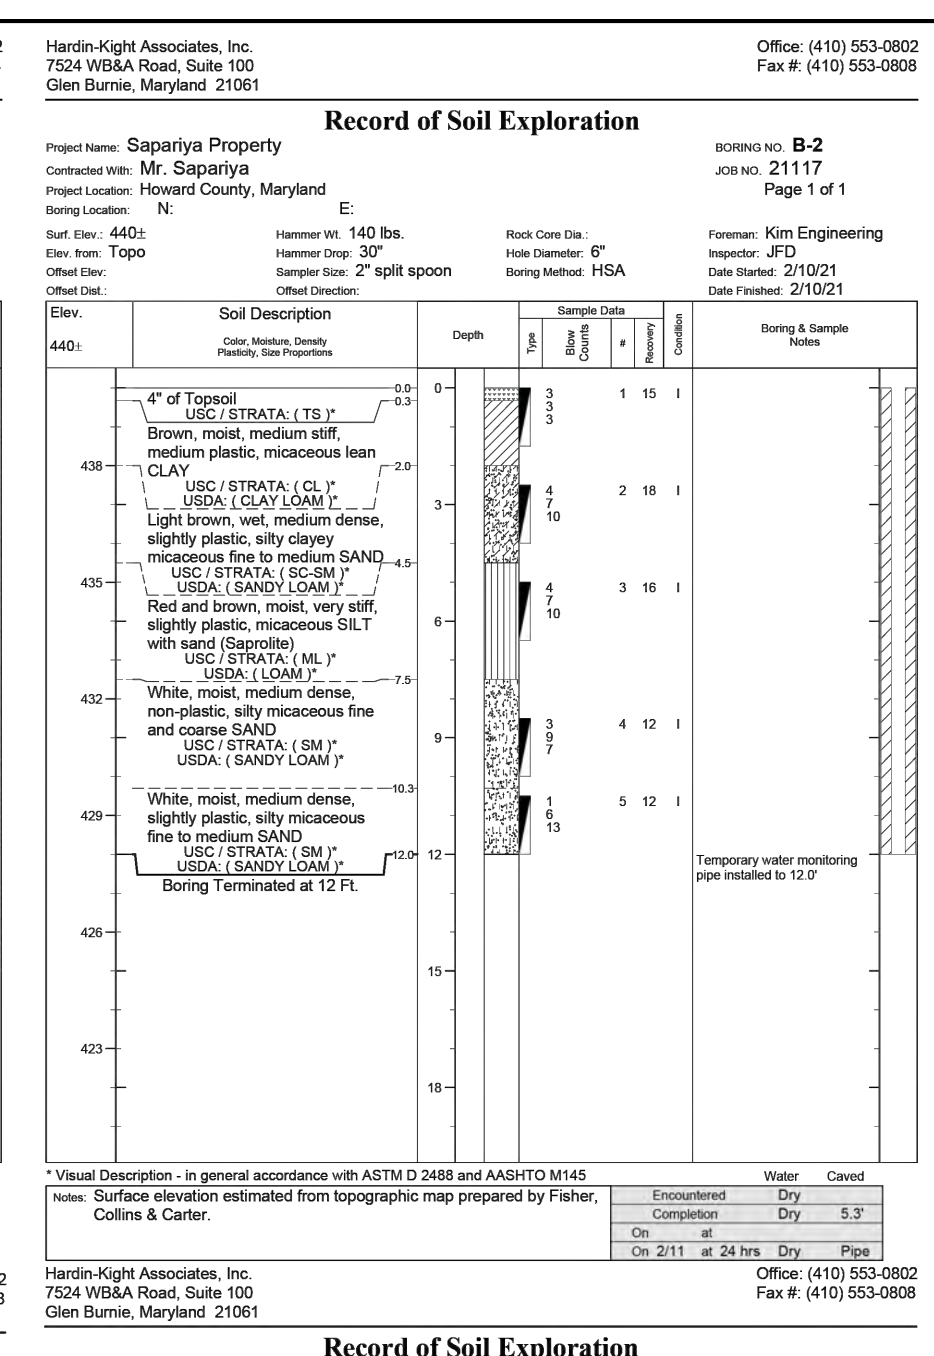 Hardin-Kight Associates, Inc. Office: (410) 553-0802
7524 WB&A Road, Suite 100 Fax #: (410) 553-0808
Glen Burnie, Maryland 21061
Record of Soil Exploration
Project Name: Sapariya Property BORING NO. B-2
Contracted With: Mr. Sapariya JOB NO. 21117
Project Location: Howard County, Maryland Page 1 of 1
Boring Location: N: E:
Surf. Elev.: 440± Hammer Wt. 140 lbs. Rock Core Dia.: Foreman: Kim Engineering
Elev. from: Topo Hammer Drop: 30" Hole Diameter: 6" Inspector: JFD
Offset Elev: Sampler Size: 2" split spoon Boring Method: HSA Date Started: 2/10/21
Offset Dist.: Offset Direction: Date Finished: 2/10/21
Elev. Soil Description Depth Sample Data Condition Boring & Sample Notes
440± Color, Moisture, Density Type Blow Counts # Recovery
Plasticity, Size Proportions
0.0 0
4" of Topsoil 0.3 3 1 15 I
USC / STRATA: ( TS )* 3
3
Brown, moist, medium stiff,
medium plastic, micaceous lean
438 CLAY 2.0
USC / STRATA: ( CL )* 4 2 18 I
USDA: ( CLAY LOAM )* 3 7
Light brown, wet, medium dense, 10
slightly plastic, silty clayey
micaceous fine to medium SAND 4.5
USC / STRATA: ( SC-SM )*
435 USDA: ( SANDY LOAM )* 4 3 16 I
Red and brown, moist, very stiff, 7
slightly plastic, micaceous SILT 6 10
with sand (Saprolite)
USC / STRATA: ( ML )*
USDA: ( LOAM )* 7.5
432 White, moist, medium dense,
non-plastic, silty micaceous fine
and coarse SAND 3 4 12 I
USC / STRATA: ( SM )* 9 9
USDA: ( SANDY LOAM )* 7
10.3
White, moist, medium dense, 1 5 12 I
429 slightly plastic, silty micaceous 6
fine to medium SAND 13
USC / STRATA: ( SM )* 12.0 12
USDA: ( SANDY LOAM )* Temporary water monitoring
Boring Terminated at 12 Ft. pipe installed to 12.0'
426
15
423
18
* Visual Description - in general accordance with ASTM D 2488 and AASHTO M145 Water Caved
Notes: Surface elevation estimated from topographic map prepared by Fisher, Encountered Dry
Collins & Carter. Completion Dry 5.3'
On at
On 2/11 at 24 hrs Dry Pipe
Hardin-Kight Associates, Inc. Office: (410) 553-0802
7524 WB&A Road, Suite 100 Fax #: (410) 553-0808
Glen Burnie, Maryland 21061
Record of Soil Exploration